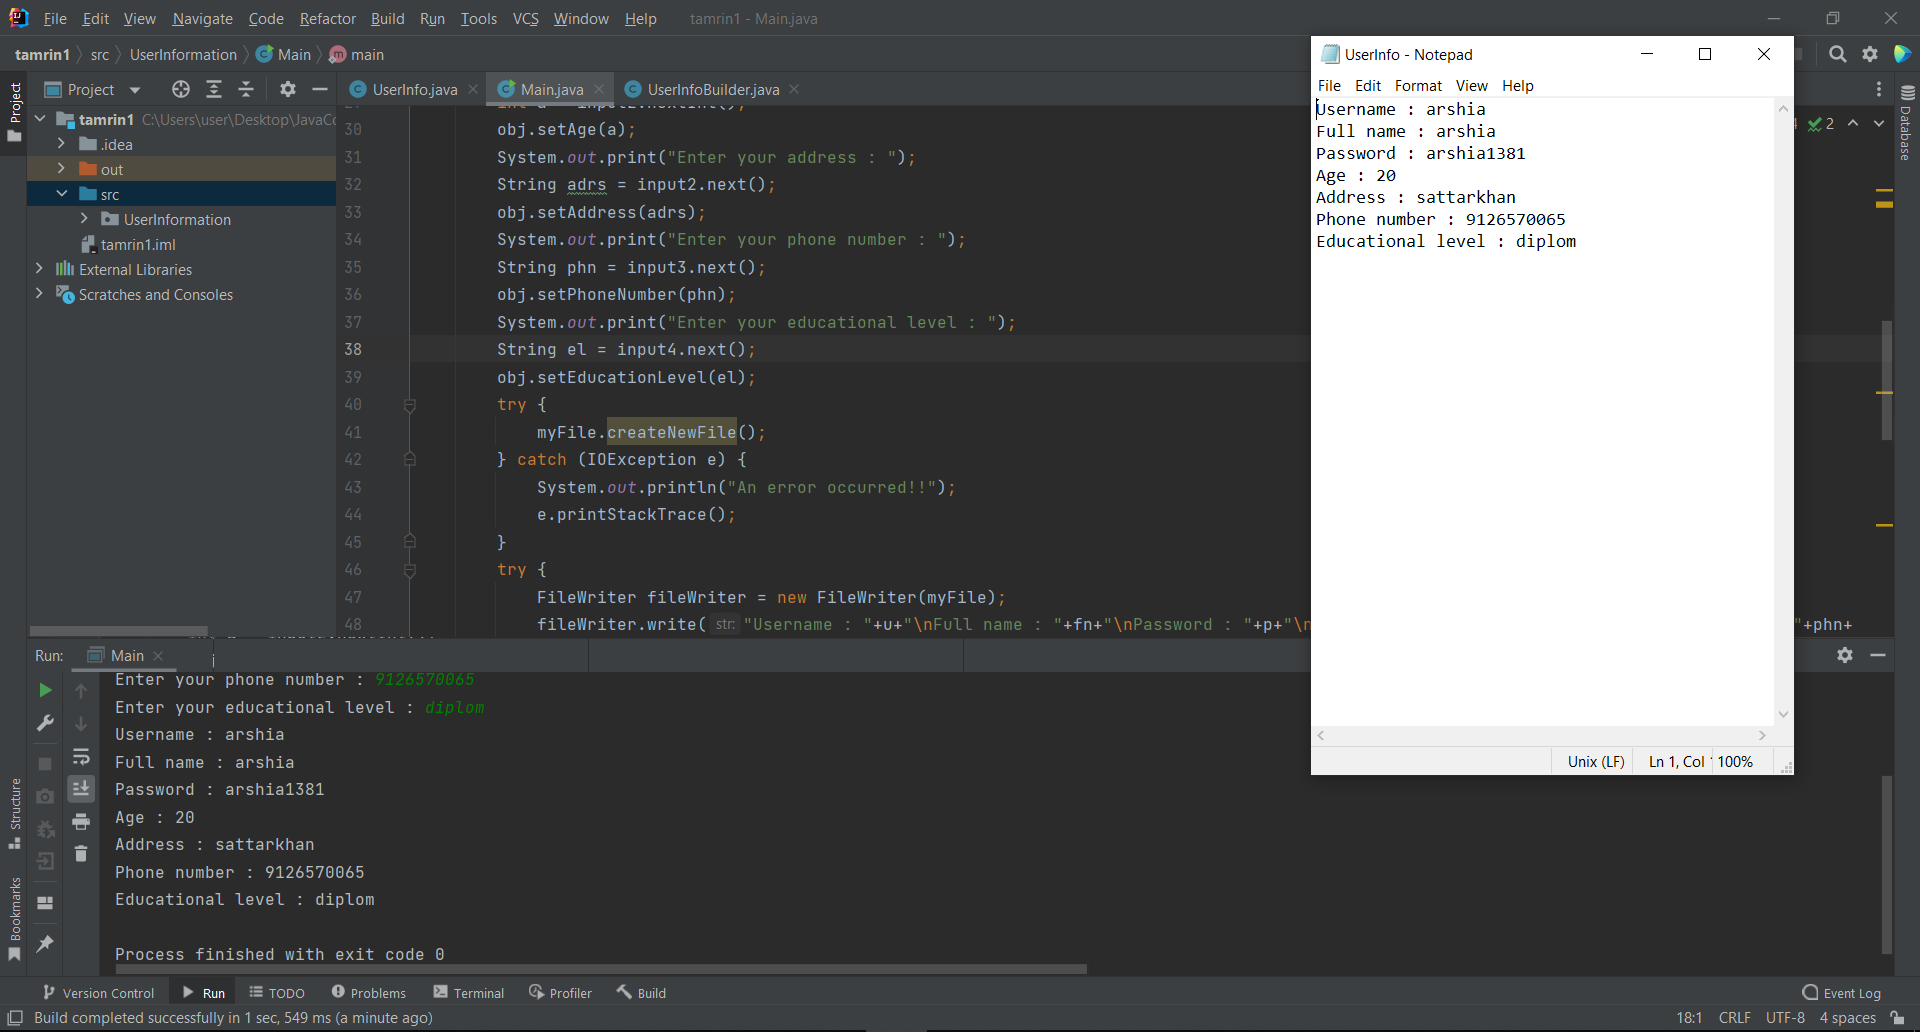 File Edit View Navigate Code Refactor Build Run Tools VCS Window Help tamrin1 - Main.java
tamrin1 src UserInformation Main main
Project
UserInfo.java Main.java UserInfoBuilder.java
Project
tamrin1 C:\Users\user\Desktop\JavaCo
.idea
out
src
UserInformation
tamrin1.iml
External Libraries
Scratches and Consoles
30 obj.setAge(a);
31 System.out.print("Enter your address : ");
32 String adrs = input2.next();
33 obj.setAddress(adrs);
34 System.out.print("Enter your phone number : ");
35 String phn = input3.next();
36 obj.setPhoneNumber(phn);
37 System.out.print("Enter your educational level : ");
38 String el = input4.next();
39 obj.setEducationLevel(el);
40 try {
41 myFile.createNewFile();
42 } catch (IOException e) {
43 System.out.println("An error occurred!!");
44 e.printStackTrace();
45 }
46 try {
47 FileWriter fileWriter = new FileWriter(myFile);
48 fileWriter.write( str: "Username : "+u+"\nFull name : "+fn+"\nPassword : "+p+"\n "+phn+
2
Database
UserInfo - Notepad
File Edit Format View Help
Username : arshia
Full name : arshia
Password : arshia1381
Age : 20
Address : sattarkhan
Phone number : 9126570065
Educational level : diplom
Unix (LF) Ln 1, Col 100%
Run: Main
Enter your phone number : 9126570065
Enter your educational level : diplom
Username : arshia
Full name : arshia
Password : arshia1381
Age : 20
Address : sattarkhan
Phone number : 9126570065
Educational level : diplom
Process finished with exit code 0
Structure
Bookmarks
Version Control Run TODO Problems Terminal Profiler Build Event Log
Build completed successfully in 1 sec, 549 ms (a minute ago) 18:1 CRLF UTF-8 4 spaces